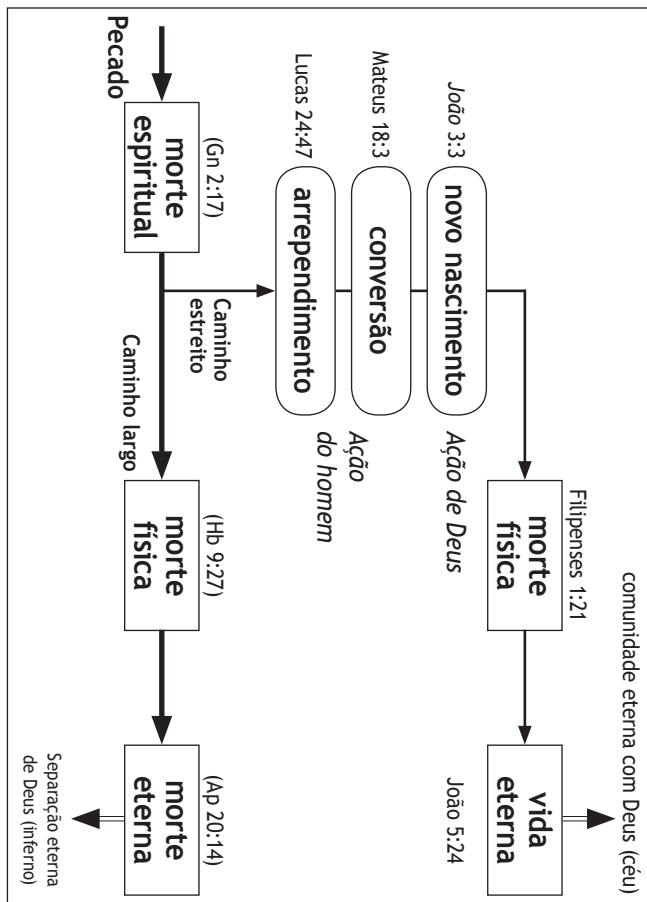 comunidade eterna com Deus (céu)
João 3:3
novo nascimento
Ação de Deus
Filipenses 1:21
morte
física
vida
eterna
João 5:24
Mateus 18:3
conversão
Lucas 24:47
arrependimento
Ação
do homem
Caminho
estreito
Pecado
(Gn 2:17)
morte
espiritual
Caminho largo
(Hb 9:27)
morte
física
(Ap 20:14)
morte
eterna
Separação eterna
de Deus (inferno)